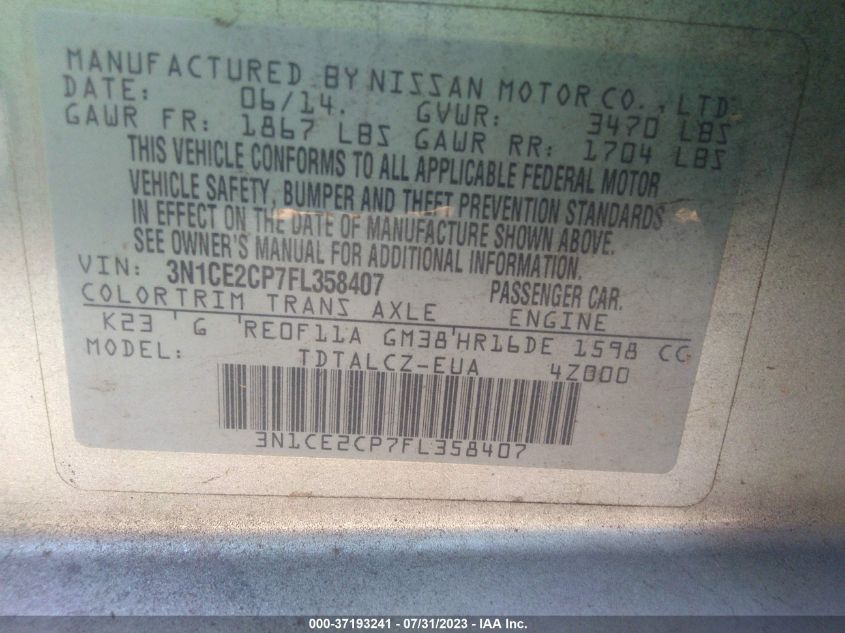 MANUFACTURED BY NISSAN MOTOR CO., LTD.
DATE: 06/14. GVWR: 3470 LBS
GAWR FR: 1867 LBS GAWR RR: 1704 LBS
THIS VEHICLE CONFORMS TO ALL APPLICABLE FEDERAL MOTOR
VEHICLE SAFETY, BUMPER AND THEFT PREVENTION STANDARDS
IN EFFECT ON THE DATE OF MANUFACTURE SHOWN ABOVE.
SEE OWNER'S MANUAL FOR ADDITIONAL INFORMATION.
VIN: 3N1CE2CP7FL358407 PASSENGER CAR.
COLOR TRIM TRANS AXLE ENGINE
K23 ' G 'RE0F11A GM38'HR16DE 1598 CC
MODEL: TDTALCZ-EUA 4Z000
3N1CE2CP7FL358407
000-37193241 - 07/31/2023 - IAA Inc.